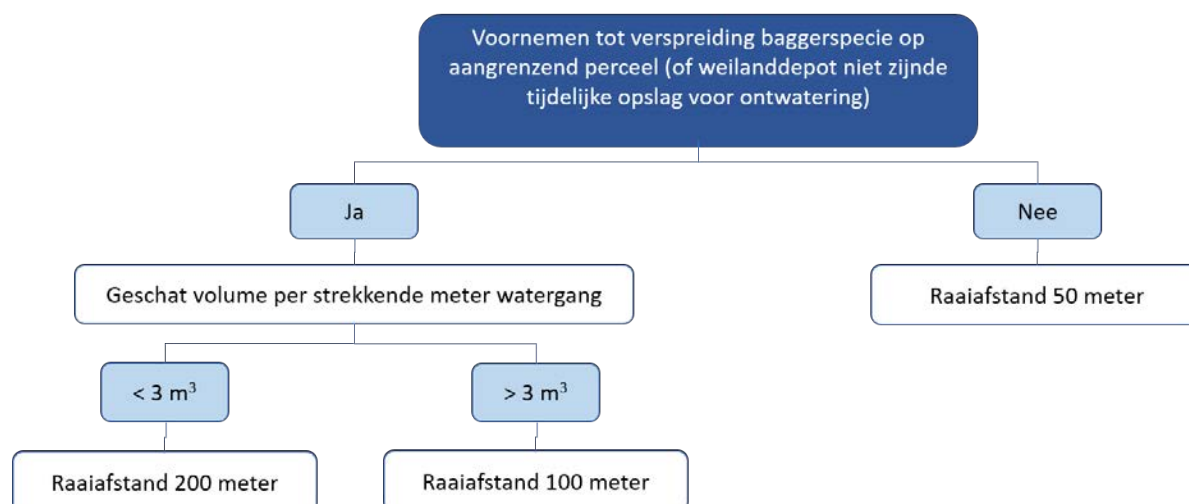 Voornemen tot verspreiding baggerspecie op
aangrenzend perceel (of weilanddepot niet zijnde
tijdelijke opslag voor ontwatering)
Ja
Nee
Geschat volume per strekkende meter watergang
Raaiafstand 50 meter
< 3 m³
> 3 m³
Raaiafstand 200 meter
Raaiafstand 100 meter